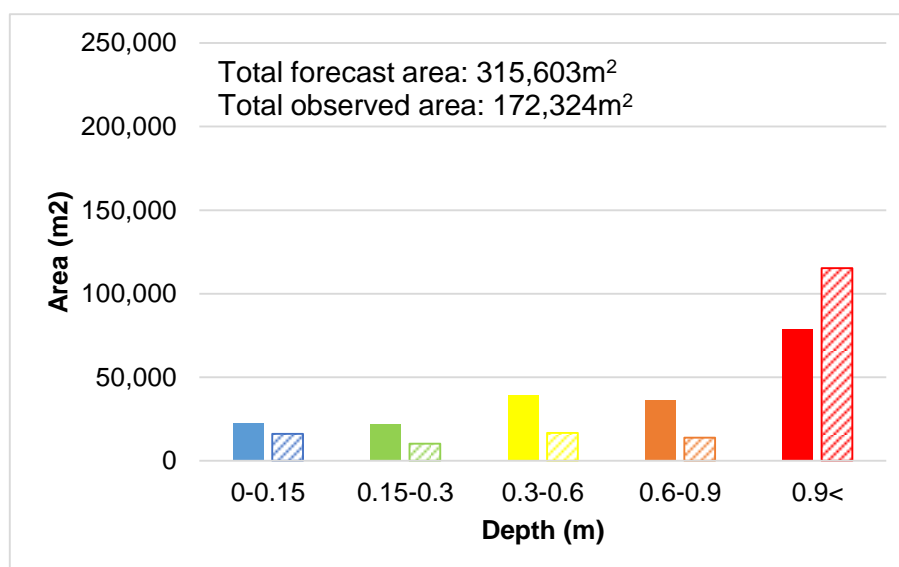 250,000
Total forecast area: 315,603m²
Total observed area: 172,324m²
200,000
150,000
100,000
50,000
0
Area (m2)
0-0.15 0.15-0.3 0.3-0.6 0.6-0.9 0.9<
Depth (m)